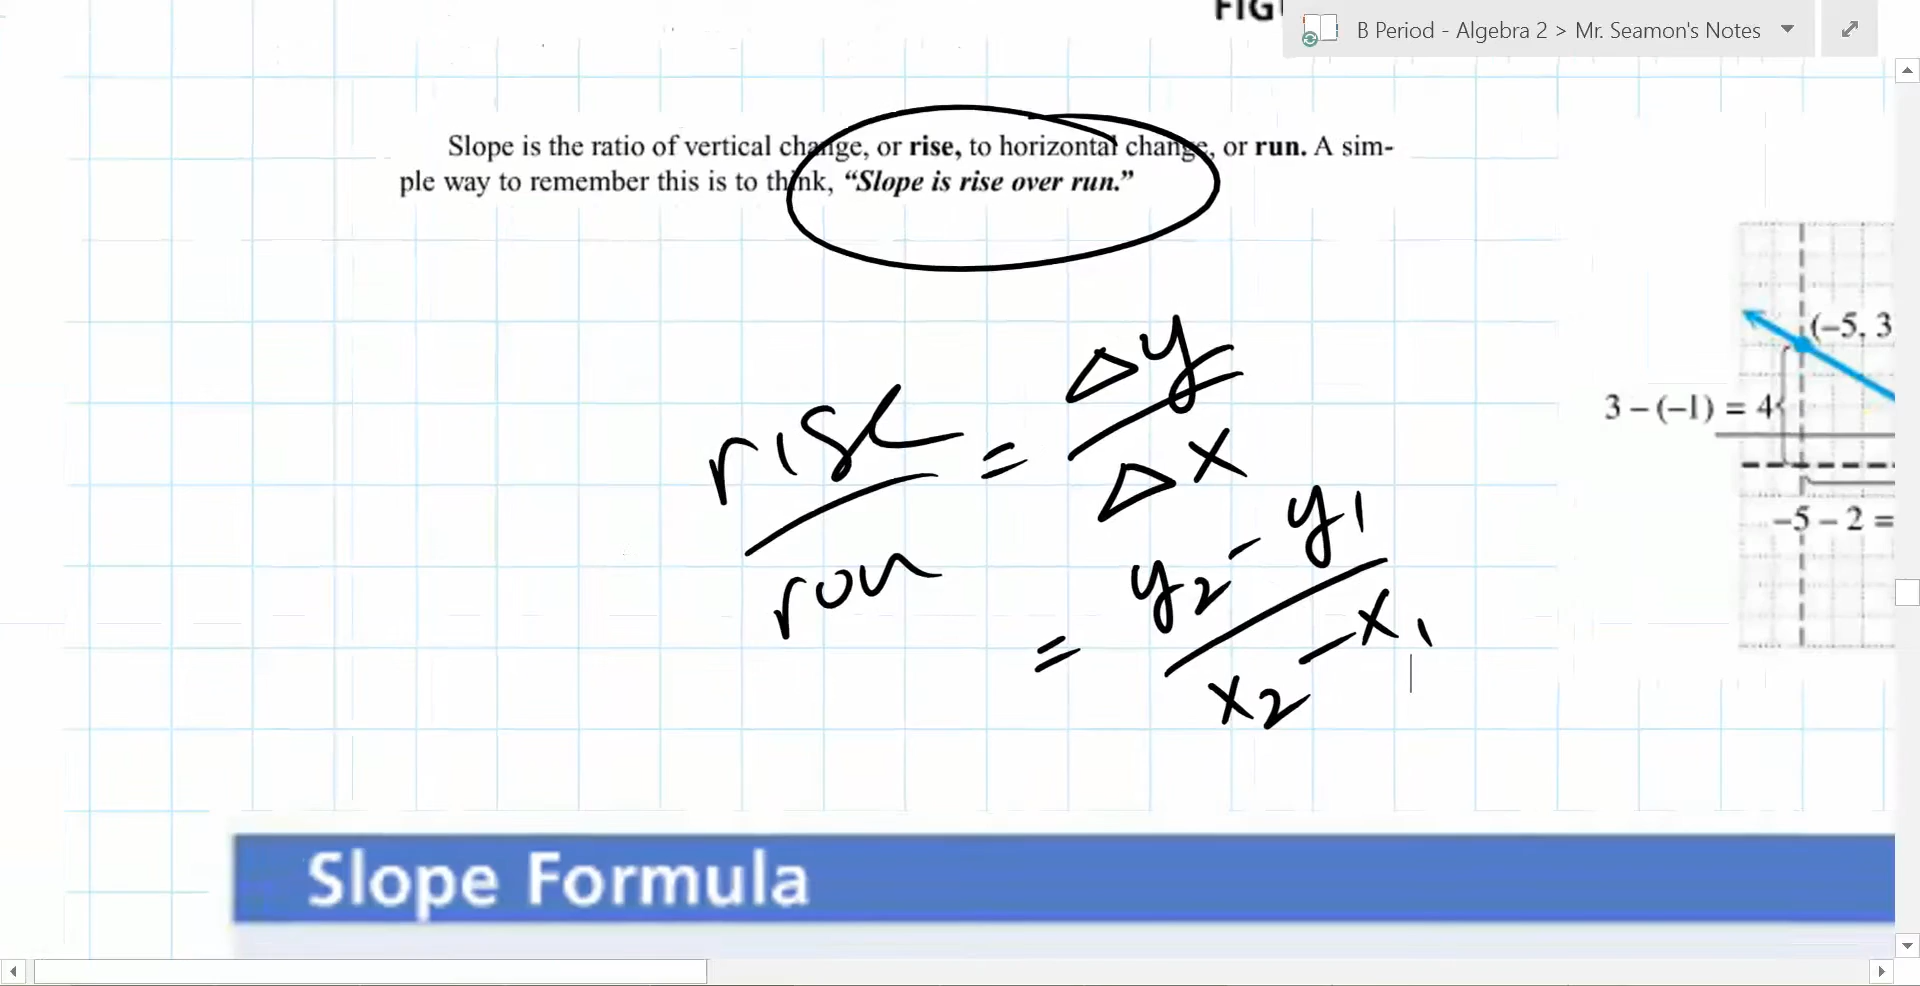 FIG
B Period - Algebra 2 > Mr. Seamon's Notes
Slope is the ratio of vertical change, or rise, to horizontal change, or run. A sim-
ple way to remember this is to think, “Slope is rise over run.”
rise / run = Δy / Δx
= y2 - y1 / x2 - x1
(–5, 3
3 – (–1) = 4
–5 – 2 =
Slope Formula